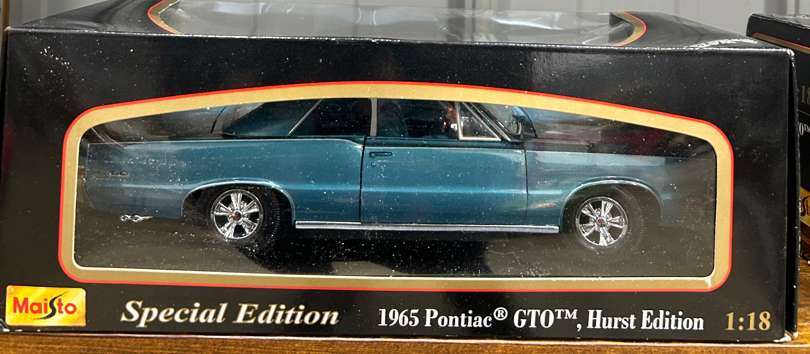 Maisto
Special Edition
1965 Pontiac® GTO™, Hurst Edition 1:18